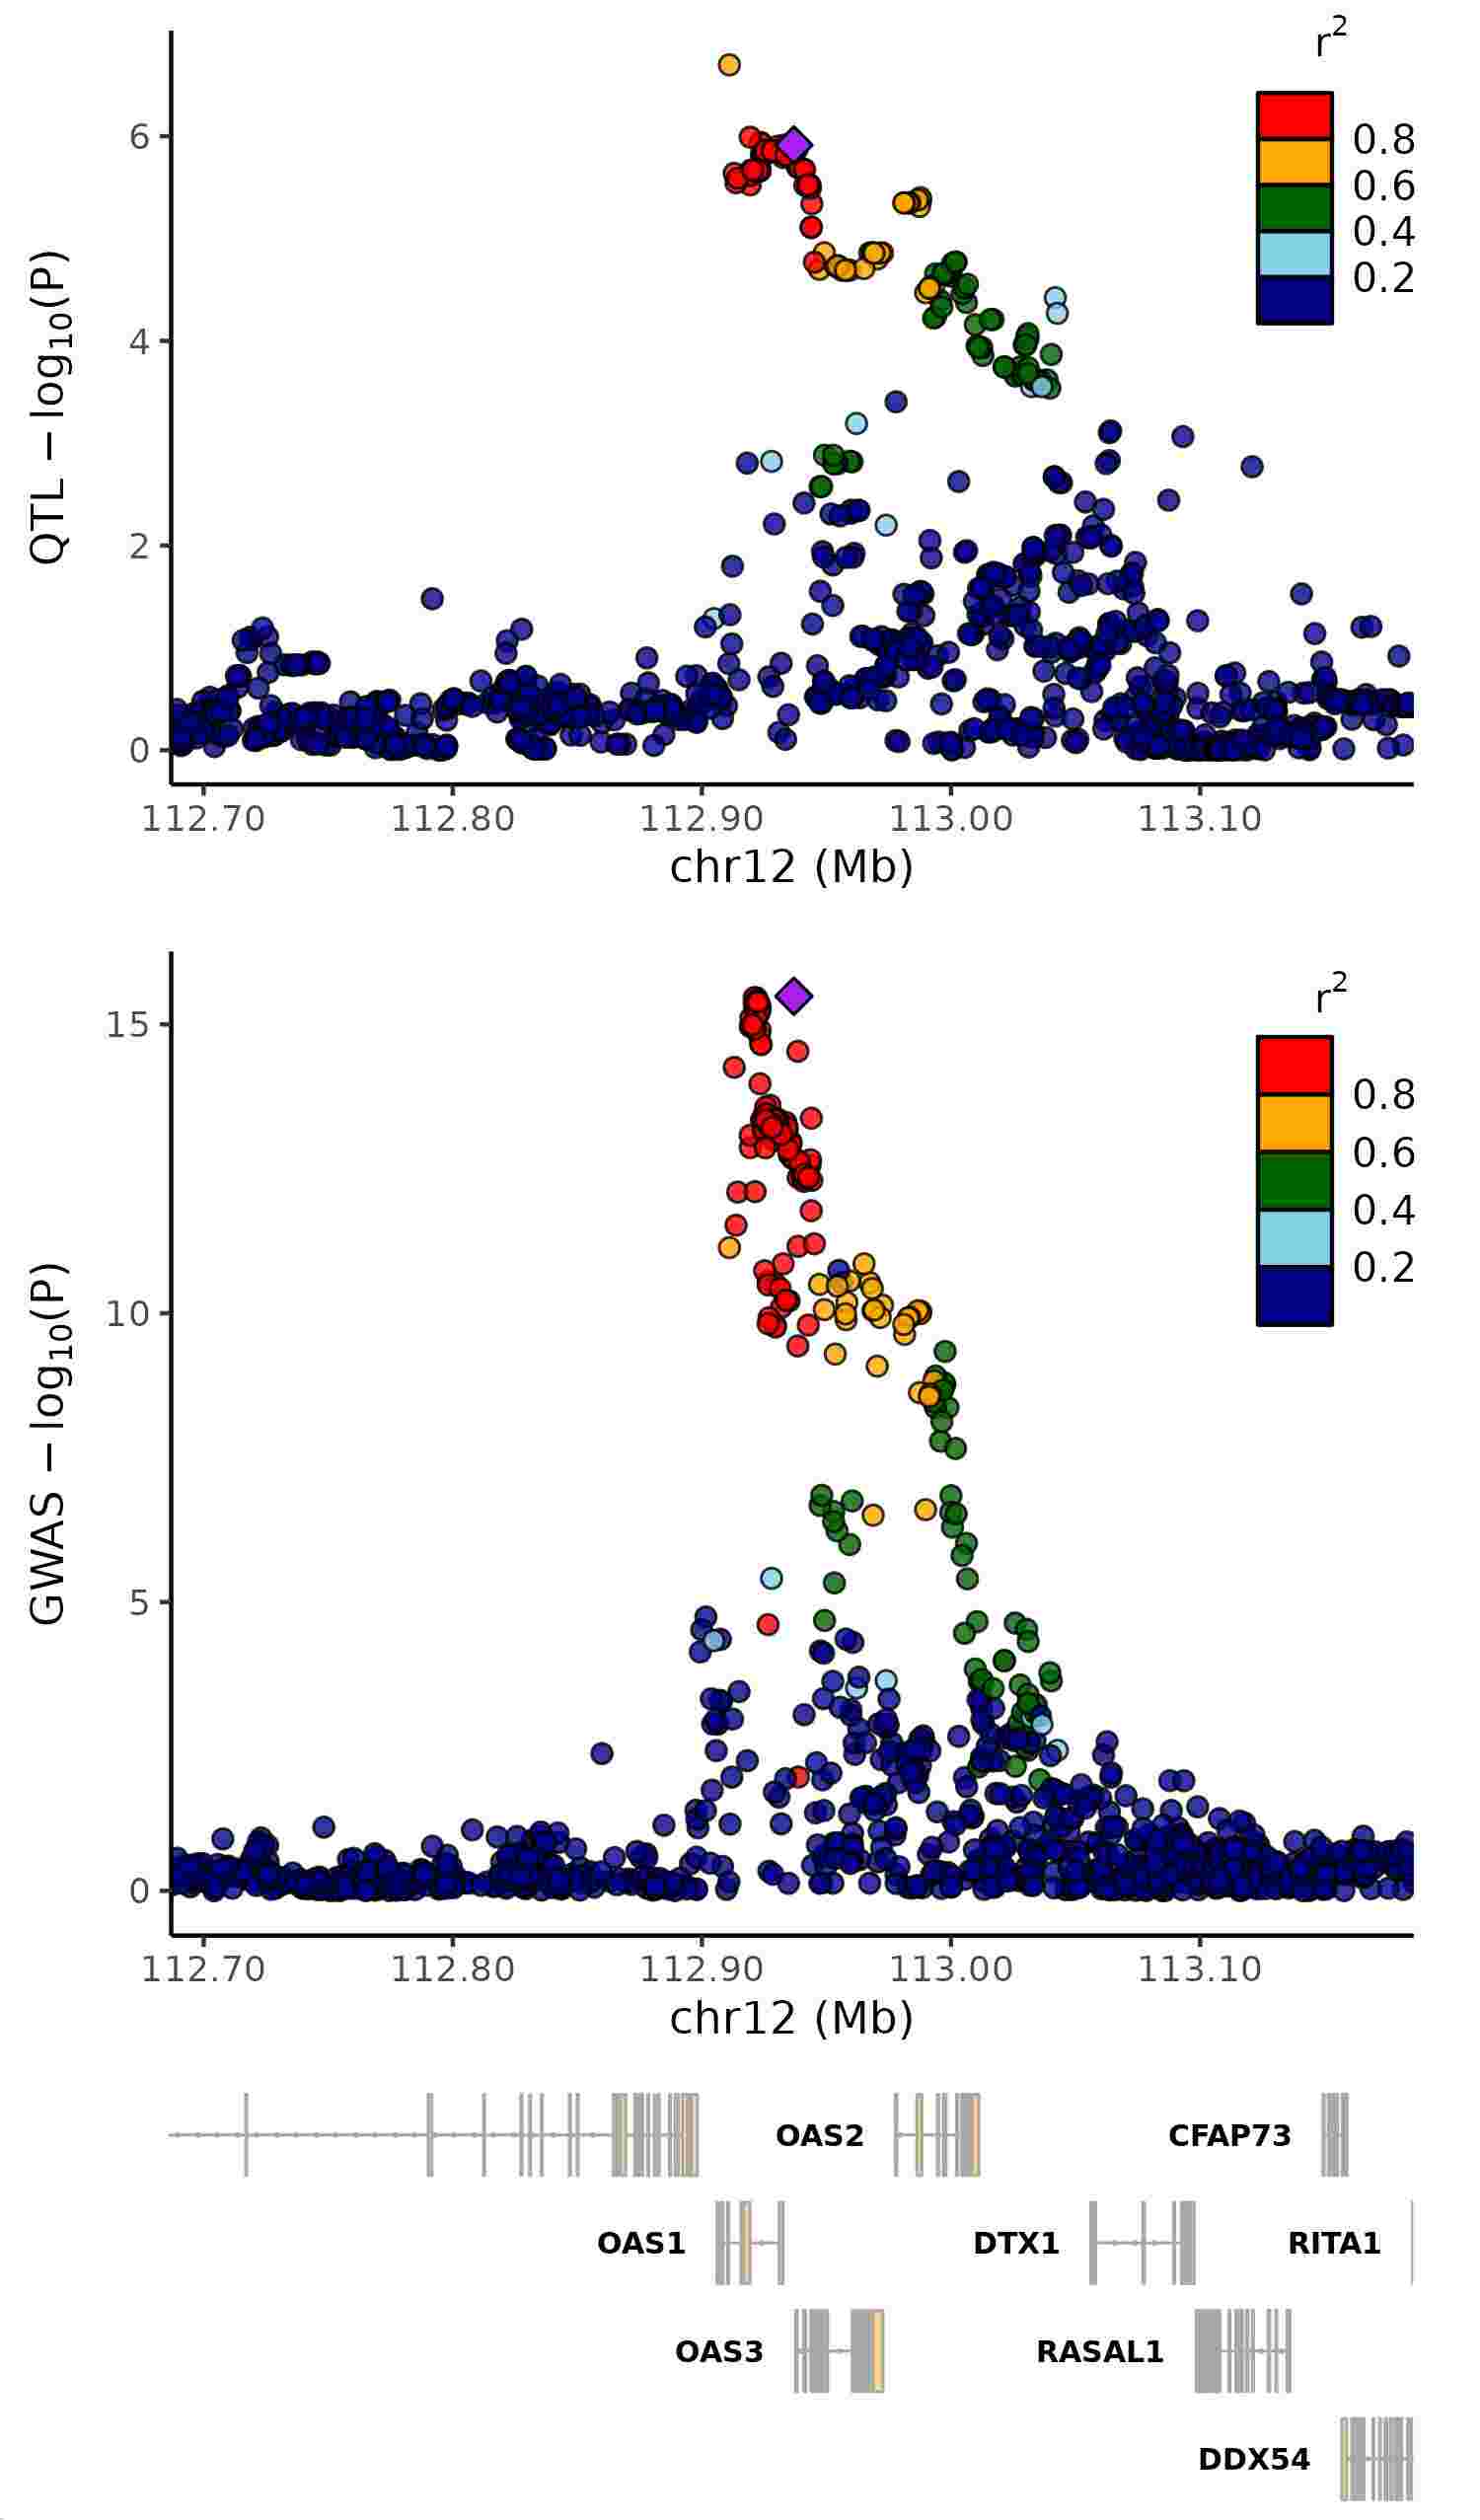 r²
0.8
0.6
0.4
0.2
QTL − log₁₀(P)
6
4
2
0
112.70 112.80 112.90 113.00 113.10
chr12 (Mb)
r²
0.8
0.6
0.4
0.2
GWAS − log₁₀(P)
15
10
5
0
112.70 112.80 112.90 113.00 113.10
chr12 (Mb)
OAS2 CFAP73
OAS1 DTX1 RITA1
OAS3 RASAL1
DDX54